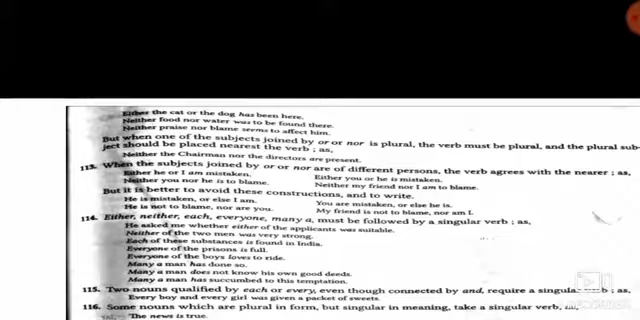 Either the cat or the dog has been here.
Neither food nor water was to be found there.
Neither praise nor blame seems to affect him.
But when one of the subjects joined by or or nor is plural, the verb must be plural, and the plural sub-
ject should be placed nearest the verb ; as,
Neither the Chairman nor the directors are present.
113. When the subjects joined by or or nor are of different persons, the verb agrees with the nearer ; as,
Either he or I am mistaken. Either you or he is mistaken.
Neither you nor he is to blame. Neither my friend nor I am to blame.
But it is better to avoid these constructions, and to write.
He is mistaken, or else I am. You are mistaken, or else he is.
He is not to blame, nor are you. My friend is not to blame, nor am I.
114. Either, neither, each, everyone, many a, must be followed by a singular verb ; as,
He asked me whether either of the applicants was suitable.
Neither of the two men was very strong.
Each of these substances is found in India.
Everyone of the prisons is full.
Everyone of the boys loves to ride.
Many a man has done so.
Many a man does not know his own good deeds.
Many a man has succumbed to this temptation.
115. Two nouns qualified by each or every, even though connected by and, require a singular verb ; as,
Every boy and every girl was given a packet of sweets.
116. Some nouns which are plural in form, but singular in meaning, take a singular verb,
The news is true.